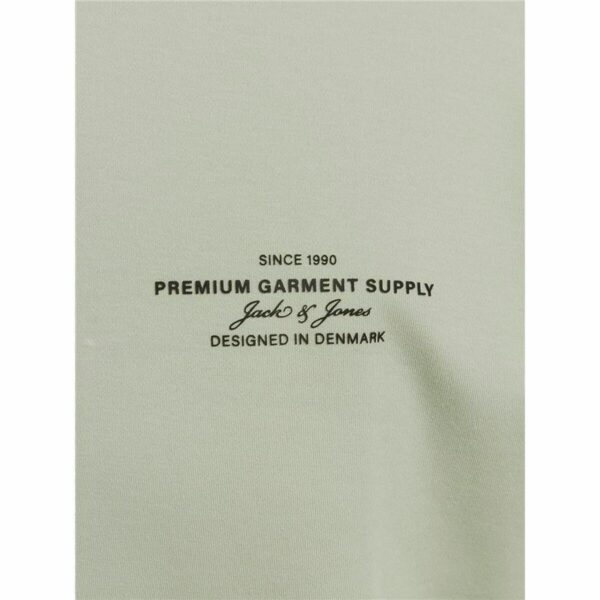 SINCE 1990
PREMIUM GARMENT SUPPLY
Jack & Jones
DESIGNED IN DENMARK